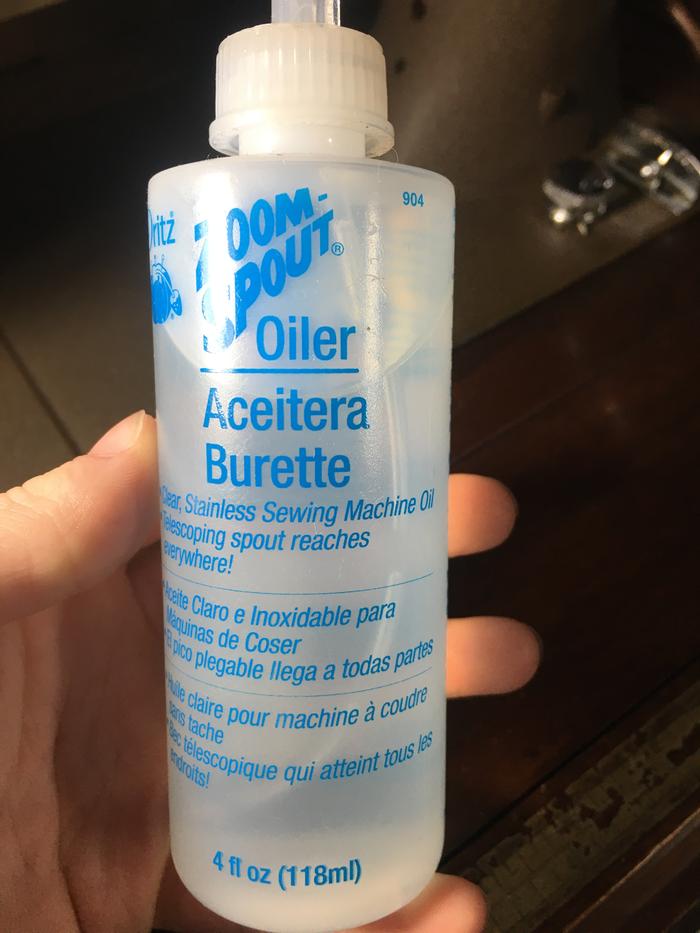 904
Dritz®
ZOOM-
SPOUT®
Oiler
Aceitera
Burette
Clear, Stainless Sewing Machine Oil
Telescoping spout reaches
everywhere!
Aceite Claro e Inoxidable para
Máquinas de Coser
El pico plegable llega a todas partes
Huile claire pour machine à coudre
sans tache
Bec télescopique qui atteint tous les
endroits!
4 fl oz (118ml)